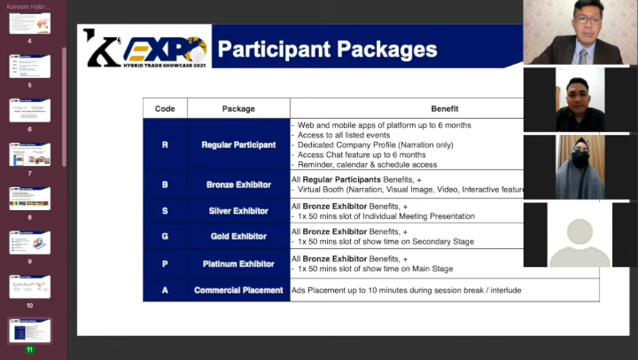 Kareem Hybr...
4
5
6
7
8
9
10
11
K EXPO
HYBRID TRADE SHOWCASE 2021
Participant Packages
Code Package Benefit
R Regular Participant
- Web and mobile apps of platform up to 6 months
- Access to all listed events
- Dedicated Company Profile (Narration only)
- Access Chat feature up to 6 months
- Reminder, calendar & schedule access
B Bronze Exhibitor
All Regular Participants Benefits, +
- Virtual Booth (Narration, Visual Image, Video, Interactive feature
S Silver Exhibitor
All Bronze Exhibitor Benefits, +
- 1x 50 mins slot of Individual Meeting Presentation
G Gold Exhibitor
All Bronze Exhibitor Benefits, +
- 1x 50 mins slot of show time on Secondary Stage
P Platinum Exhibitor
All Bronze Exhibitor Benefits, +
- 1x 50 mins slot of show time on Main Stage
A Commercial Placement Ads Placement up to 10 minutes during session break / interlude